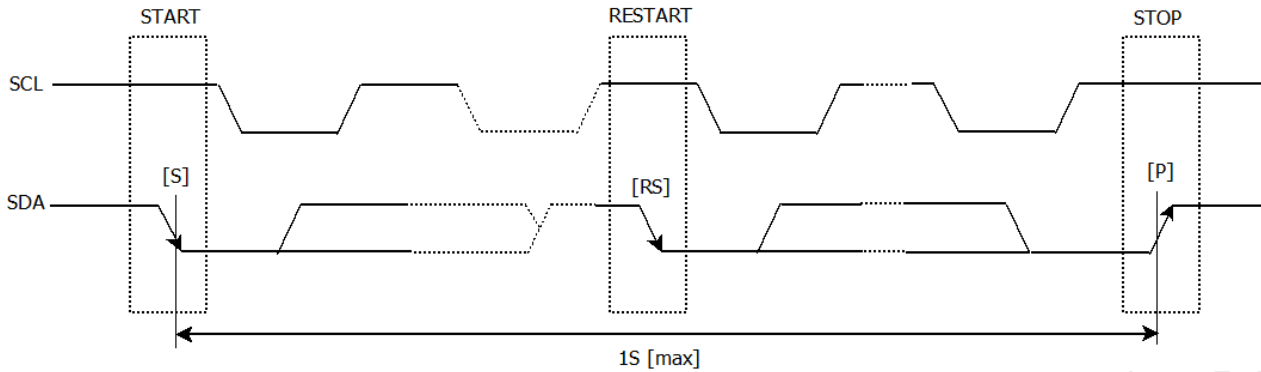 START RESTART STOP
SCL
[S] [RS] [P]
SDA
1S [max]